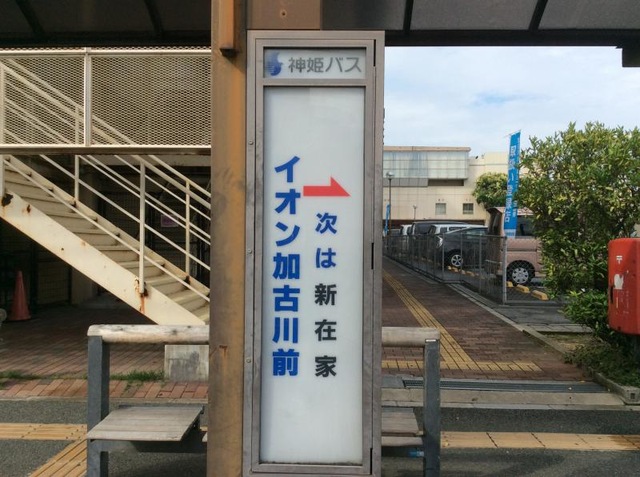 神姫バス
次は新在家
イオン加古川前